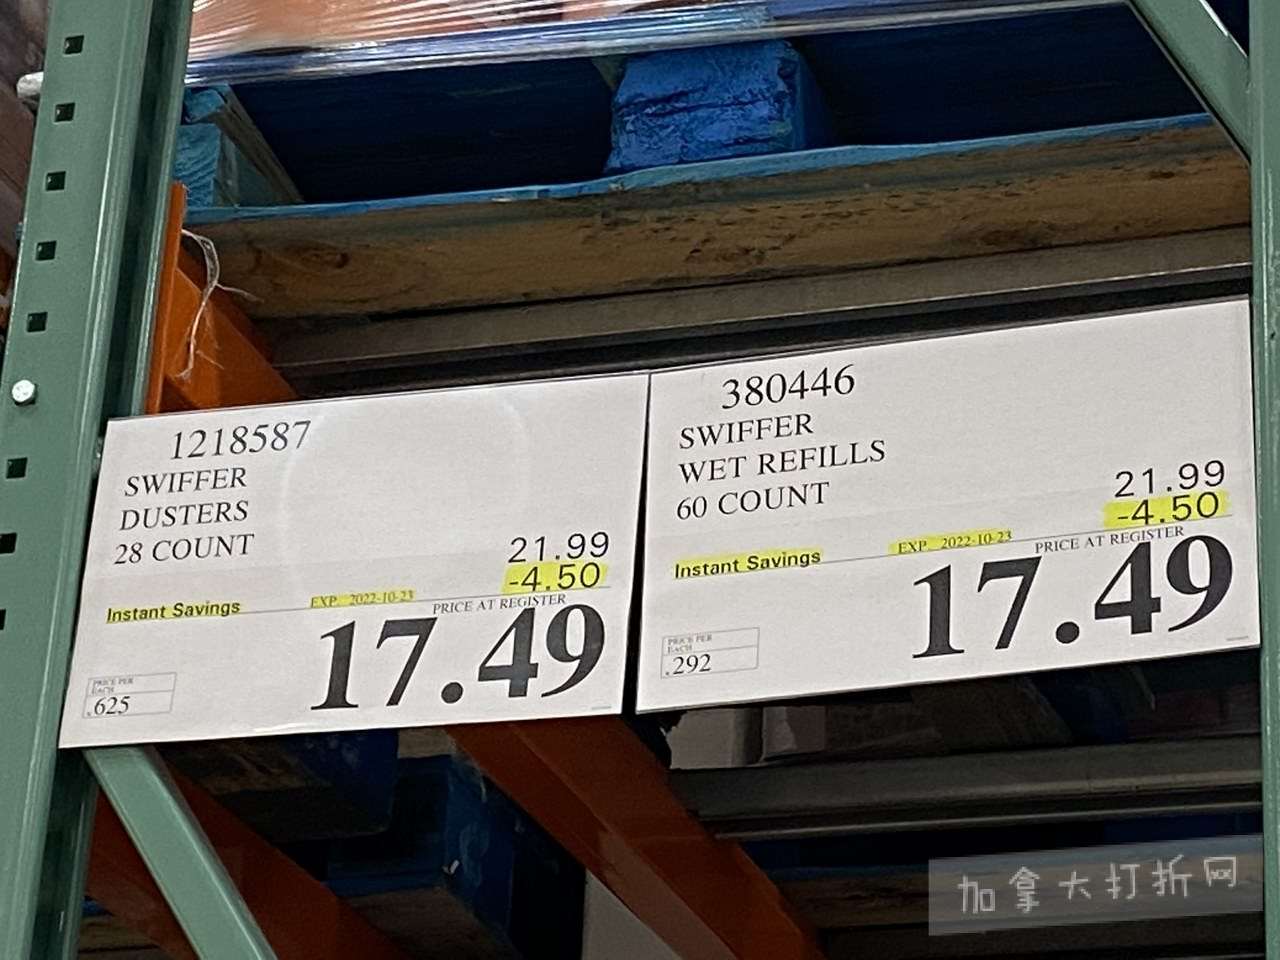 1218587
SWIFFER
DUSTERS
28 COUNT
21.99
-4.50
Instant Savings
EXP. 2022-10-23
PRICE AT REGISTER
17.49
PRICE PER
EACH
.625
380446
SWIFFER
WET REFILLS
60 COUNT
21.99
-4.50
Instant Savings
EXP. 2022-10-23
PRICE AT REGISTER
17.49
PRICE PER
EACH
.292
加拿大打折网